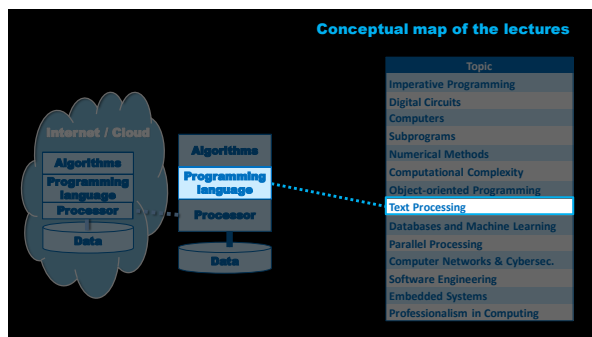 Conceptual map of the lectures
Internet / Cloud
Algorithms
Programming
language
Processor
Data
Algorithms
Programming
language
Processor
Data
Topic
Imperative Programming
Digital Circuits
Computers
Subprograms
Numerical Methods
Computational Complexity
Object-oriented Programming
Text Processing
Databases and Machine Learning
Parallel Processing
Computer Networks & Cybersec.
Software Engineering
Embedded Systems
Professionalism in Computing